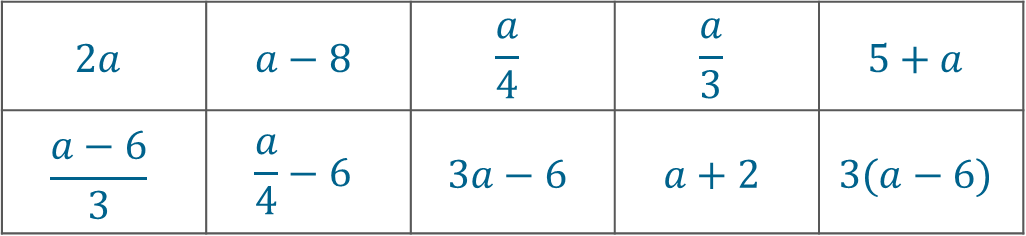 2a a − 8 a/4 a/3 5 + a
(a − 6)/3 a/4 − 6 3a − 6 a + 2 3(a − 6)